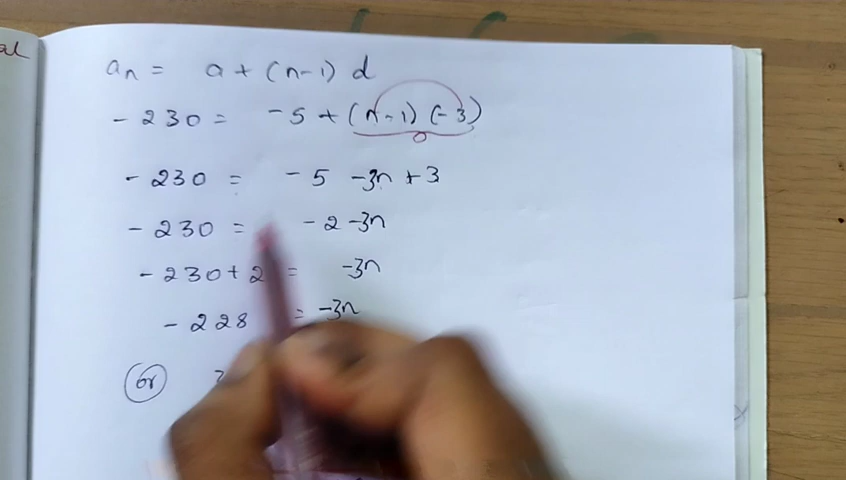 al
an = a + (n-1) d
-230 = -5 + (n-1) (-3)
-230 = -5 -3n + 3
-230 = -2 -3n
-230 + 2 = -3n
-228 = -3n
or